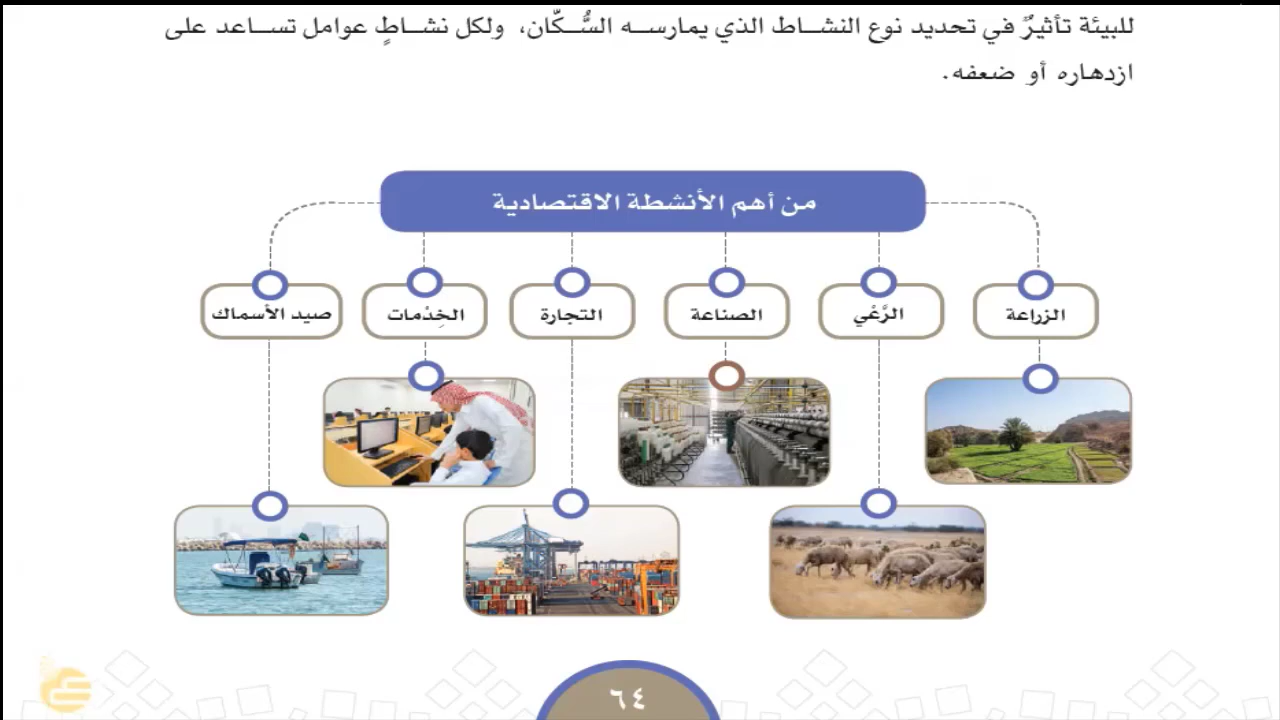 للبيئة تأثيرٌ في تحديد نوع النشاط الذي يمارسه السُّكّان، ولكل نشاطٍ عوامل تساعد على
ازدهاره أو ضعفه.
من أهم الأنشطة الاقتصادية
الزراعة
الرَّعْي
الصناعة
التجارة
الخِدْمات
صيد الأسماك
٦٤